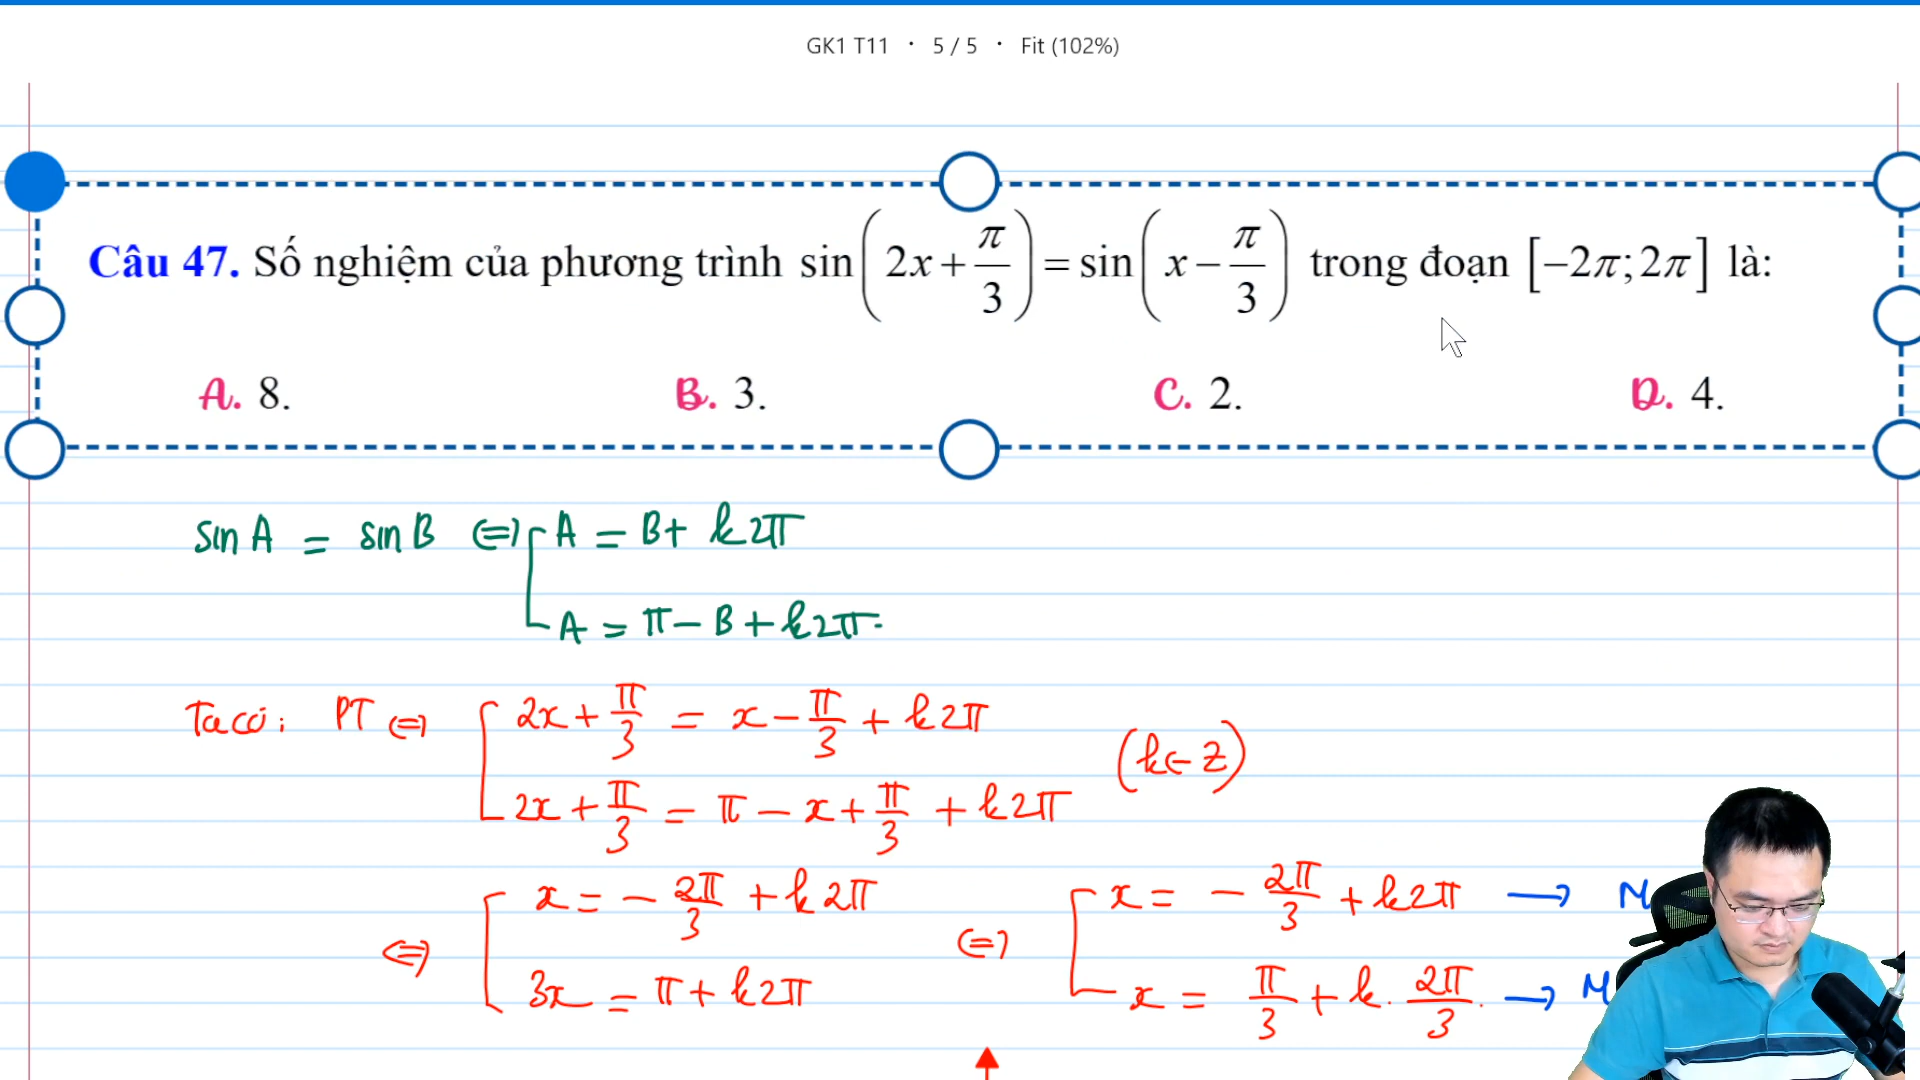 GK1 T11 · 5 / 5 · Fit (102%)
Câu 47. Số nghiệm của phương trình sin(2x + π/3) = sin(x − π/3) trong đoạn [−2π; 2π] là:
A. 8. B. 3. C. 2. D. 4.
sin A = sin B ⇔ [ A = B + k2π
A = π − B + k2π.
Ta có: PT ⇔ [ 2x + π/3 = x − π/3 + k2π
2x + π/3 = π − x + π/3 + k2π (k ∈ Z)
⇔ [ x = − 2π/3 + k2π ⇔ [ x = − 2π/3 + k2π → M
3x = π + k2π x = π/3 + k. 2π/3. → M